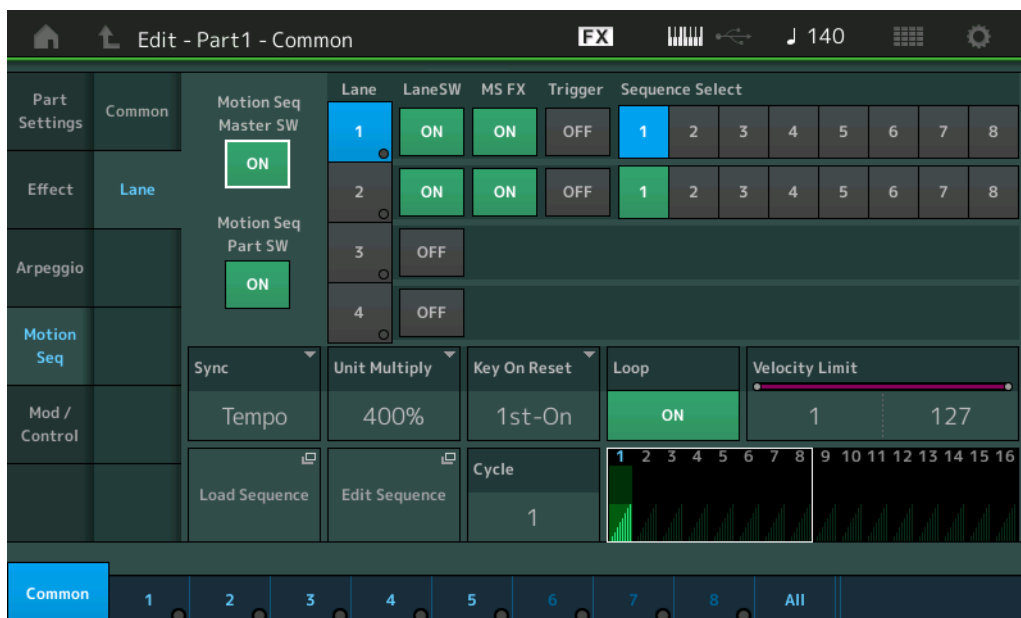 Edit - Part1 - Common
FX
140
Part Settings
Effect
Arpeggio
Motion Seq
Mod / Control
Common
Lane
Motion Seq Master SW
ON
Motion Seq Part SW
ON
Lane LaneSW MS FX Trigger Sequence Select
1 ON ON OFF 1 2 3 4 5 6 7 8
2 ON ON OFF 1 2 3 4 5 6 7 8
3 OFF
4 OFF
Sync
Tempo
Unit Multiply
400%
Key On Reset
1st-On
Loop
ON
Velocity Limit
1 127
Load Sequence
Edit Sequence
Cycle
1
1 2 3 4 5 6 7 8 9 10 11 12 13 14 15 16
Common 1 2 3 4 5 6 7 8 All